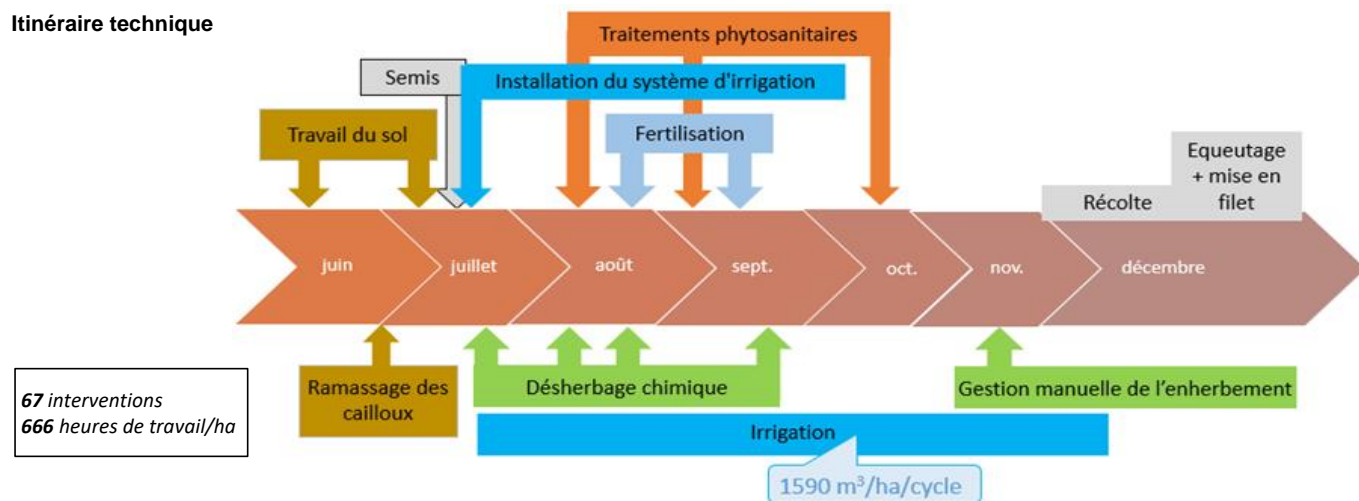 Itinéraire technique
Traitements phytosanitaires
Semis
Installation du système d'irrigation
Travail du sol
Fertilisation
Equeutage
+ mise en
filet
Récolte
juin
juillet
août
sept.
oct.
nov.
décembre
Ramassage des
cailloux
Désherbage chimique
Gestion manuelle de l'enherbement
67 interventions
666 heures de travail/ha
Irrigation
1590 m³/ha/cycle